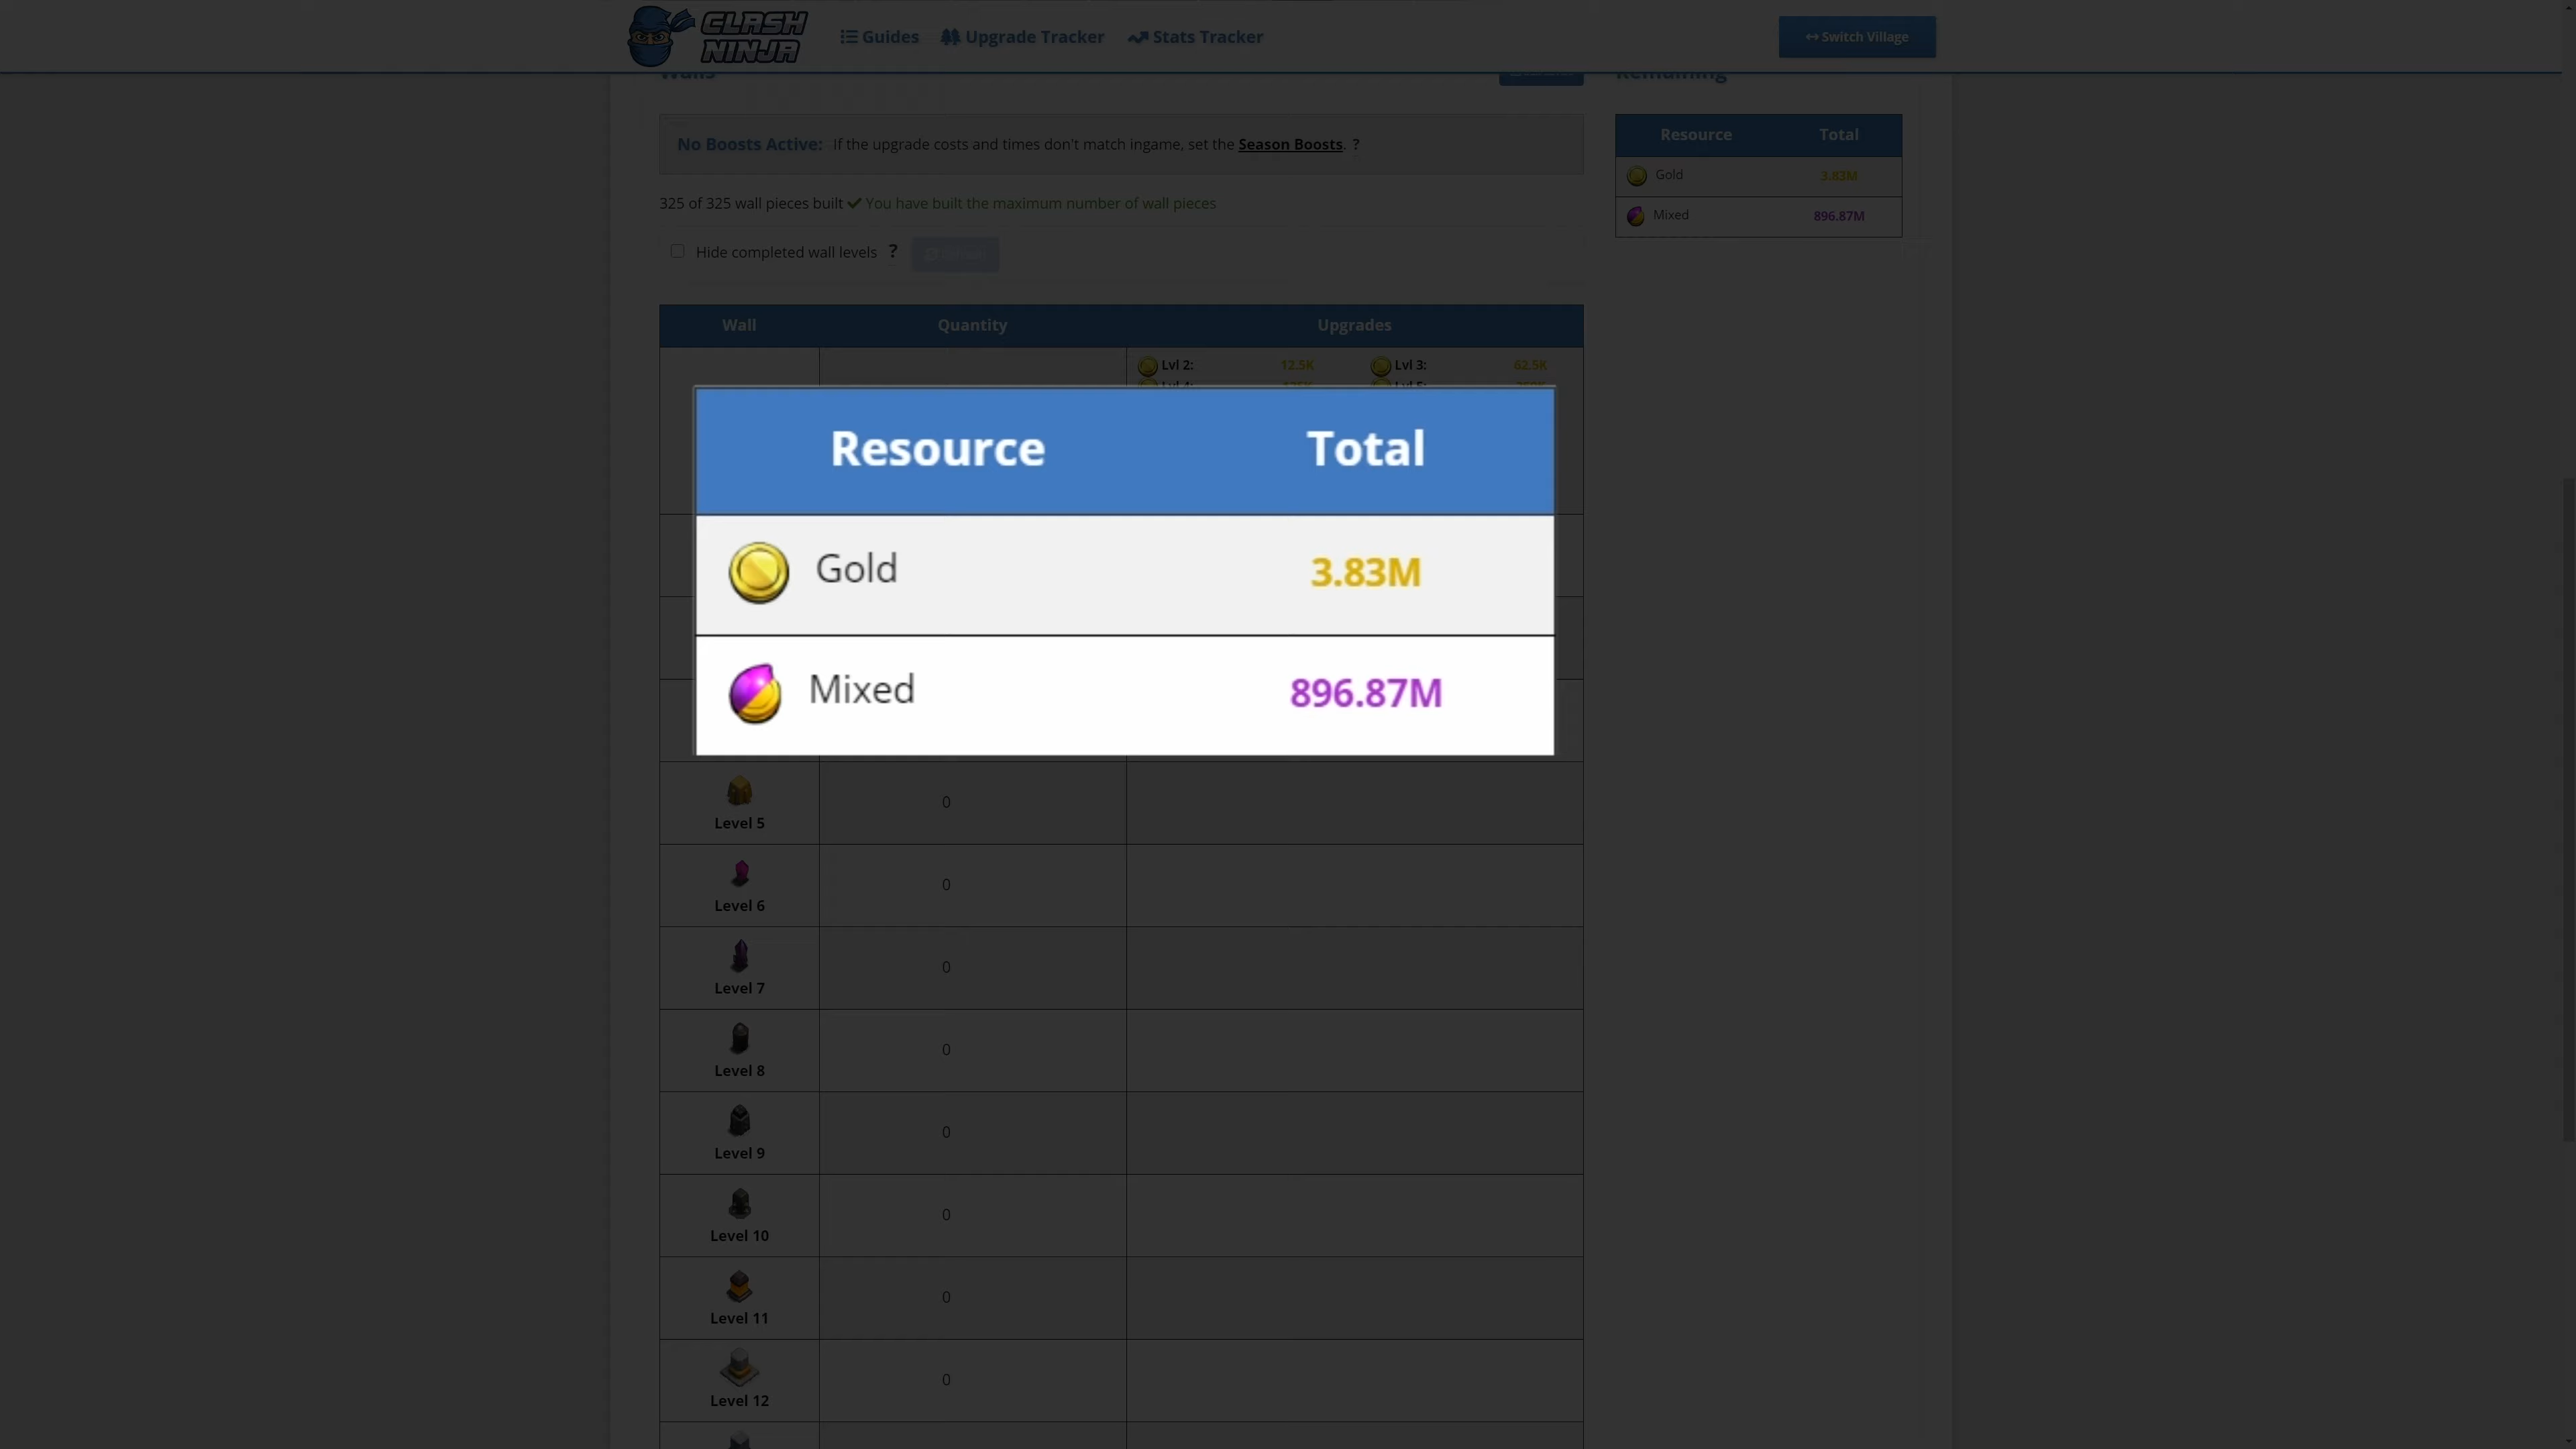 CLASH
NINJA
Guides
Upgrade Tracker
Stats Tracker
Switch Village
Walls
Remaining
No Boosts Active: If the upgrade costs and times don't match ingame, set the Season Boosts. ?
325 of 325 wall pieces built ✔ You have built the maximum number of wall pieces
Hide completed wall levels ?
Resource Total
Gold 3.83M
Mixed 896.87M
Wall Quantity Upgrades
Lvl 2: 12.5K Lvl 3: 62.5K
Resource Total
Gold 3.83M
Mixed 896.87M
0
Level 5
0
Level 6
0
Level 7
0
Level 8
0
Level 9
0
Level 10
0
Level 11
0
Level 12